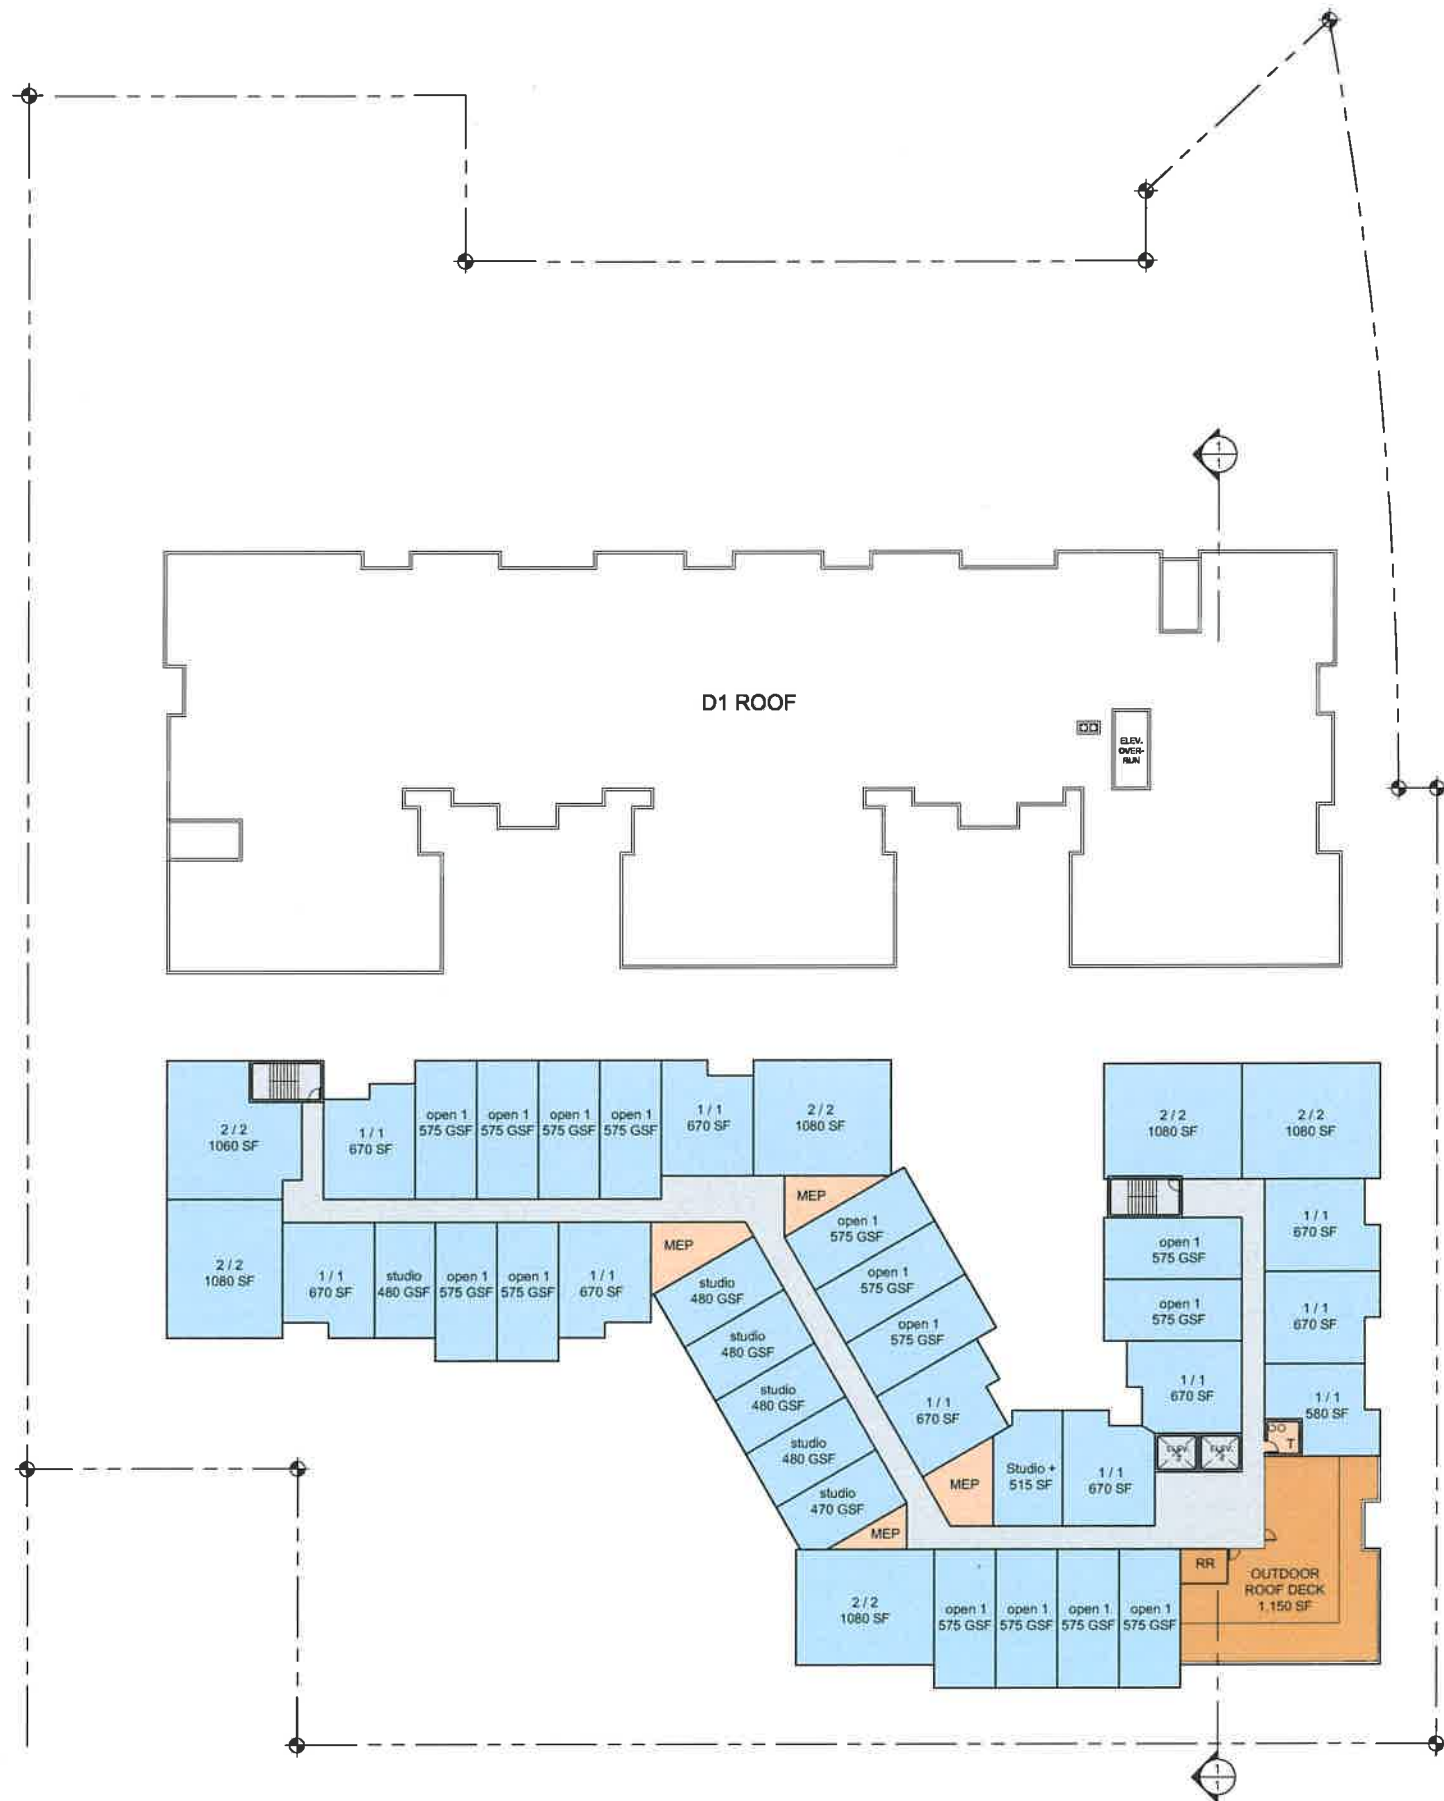 1
1
D1 ROOF
ELEV.
OVER-
RUN
2 / 2
1060 SF
1 / 1
670 SF
open 1
575 GSF
open 1
575 GSF
open 1
575 GSF
open 1
575 GSF
1 / 1
670 SF
2 / 2
1080 SF
2 / 2
1080 SF
2 / 2
1080 SF
MEP
open 1
575 GSF
1 / 1
670 SF
open 1
575 GSF
2 / 2
1080 SF
1 / 1
670 SF
studio
480 GSF
open 1
575 GSF
open 1
575 GSF
1 / 1
670 SF
MEP
studio
480 GSF
open 1
575 GSF
open 1
575 GSF
1 / 1
670 SF
studio
480 GSF
open 1
575 GSF
studio
480 GSF
1 / 1
670 SF
1 / 1
670 SF
1 / 1
580 SF
studio
480 GSF
MEP
Studio +
515 SF
1 / 1
670 SF
ELEV.
ELEV.
T
studio
470 GSF
MEP
2 / 2
1080 SF
open 1
575 GSF
open 1
575 GSF
open 1
575 GSF
open 1
575 GSF
RR
OUTDOOR
ROOF DECK
1,150 SF
1
1